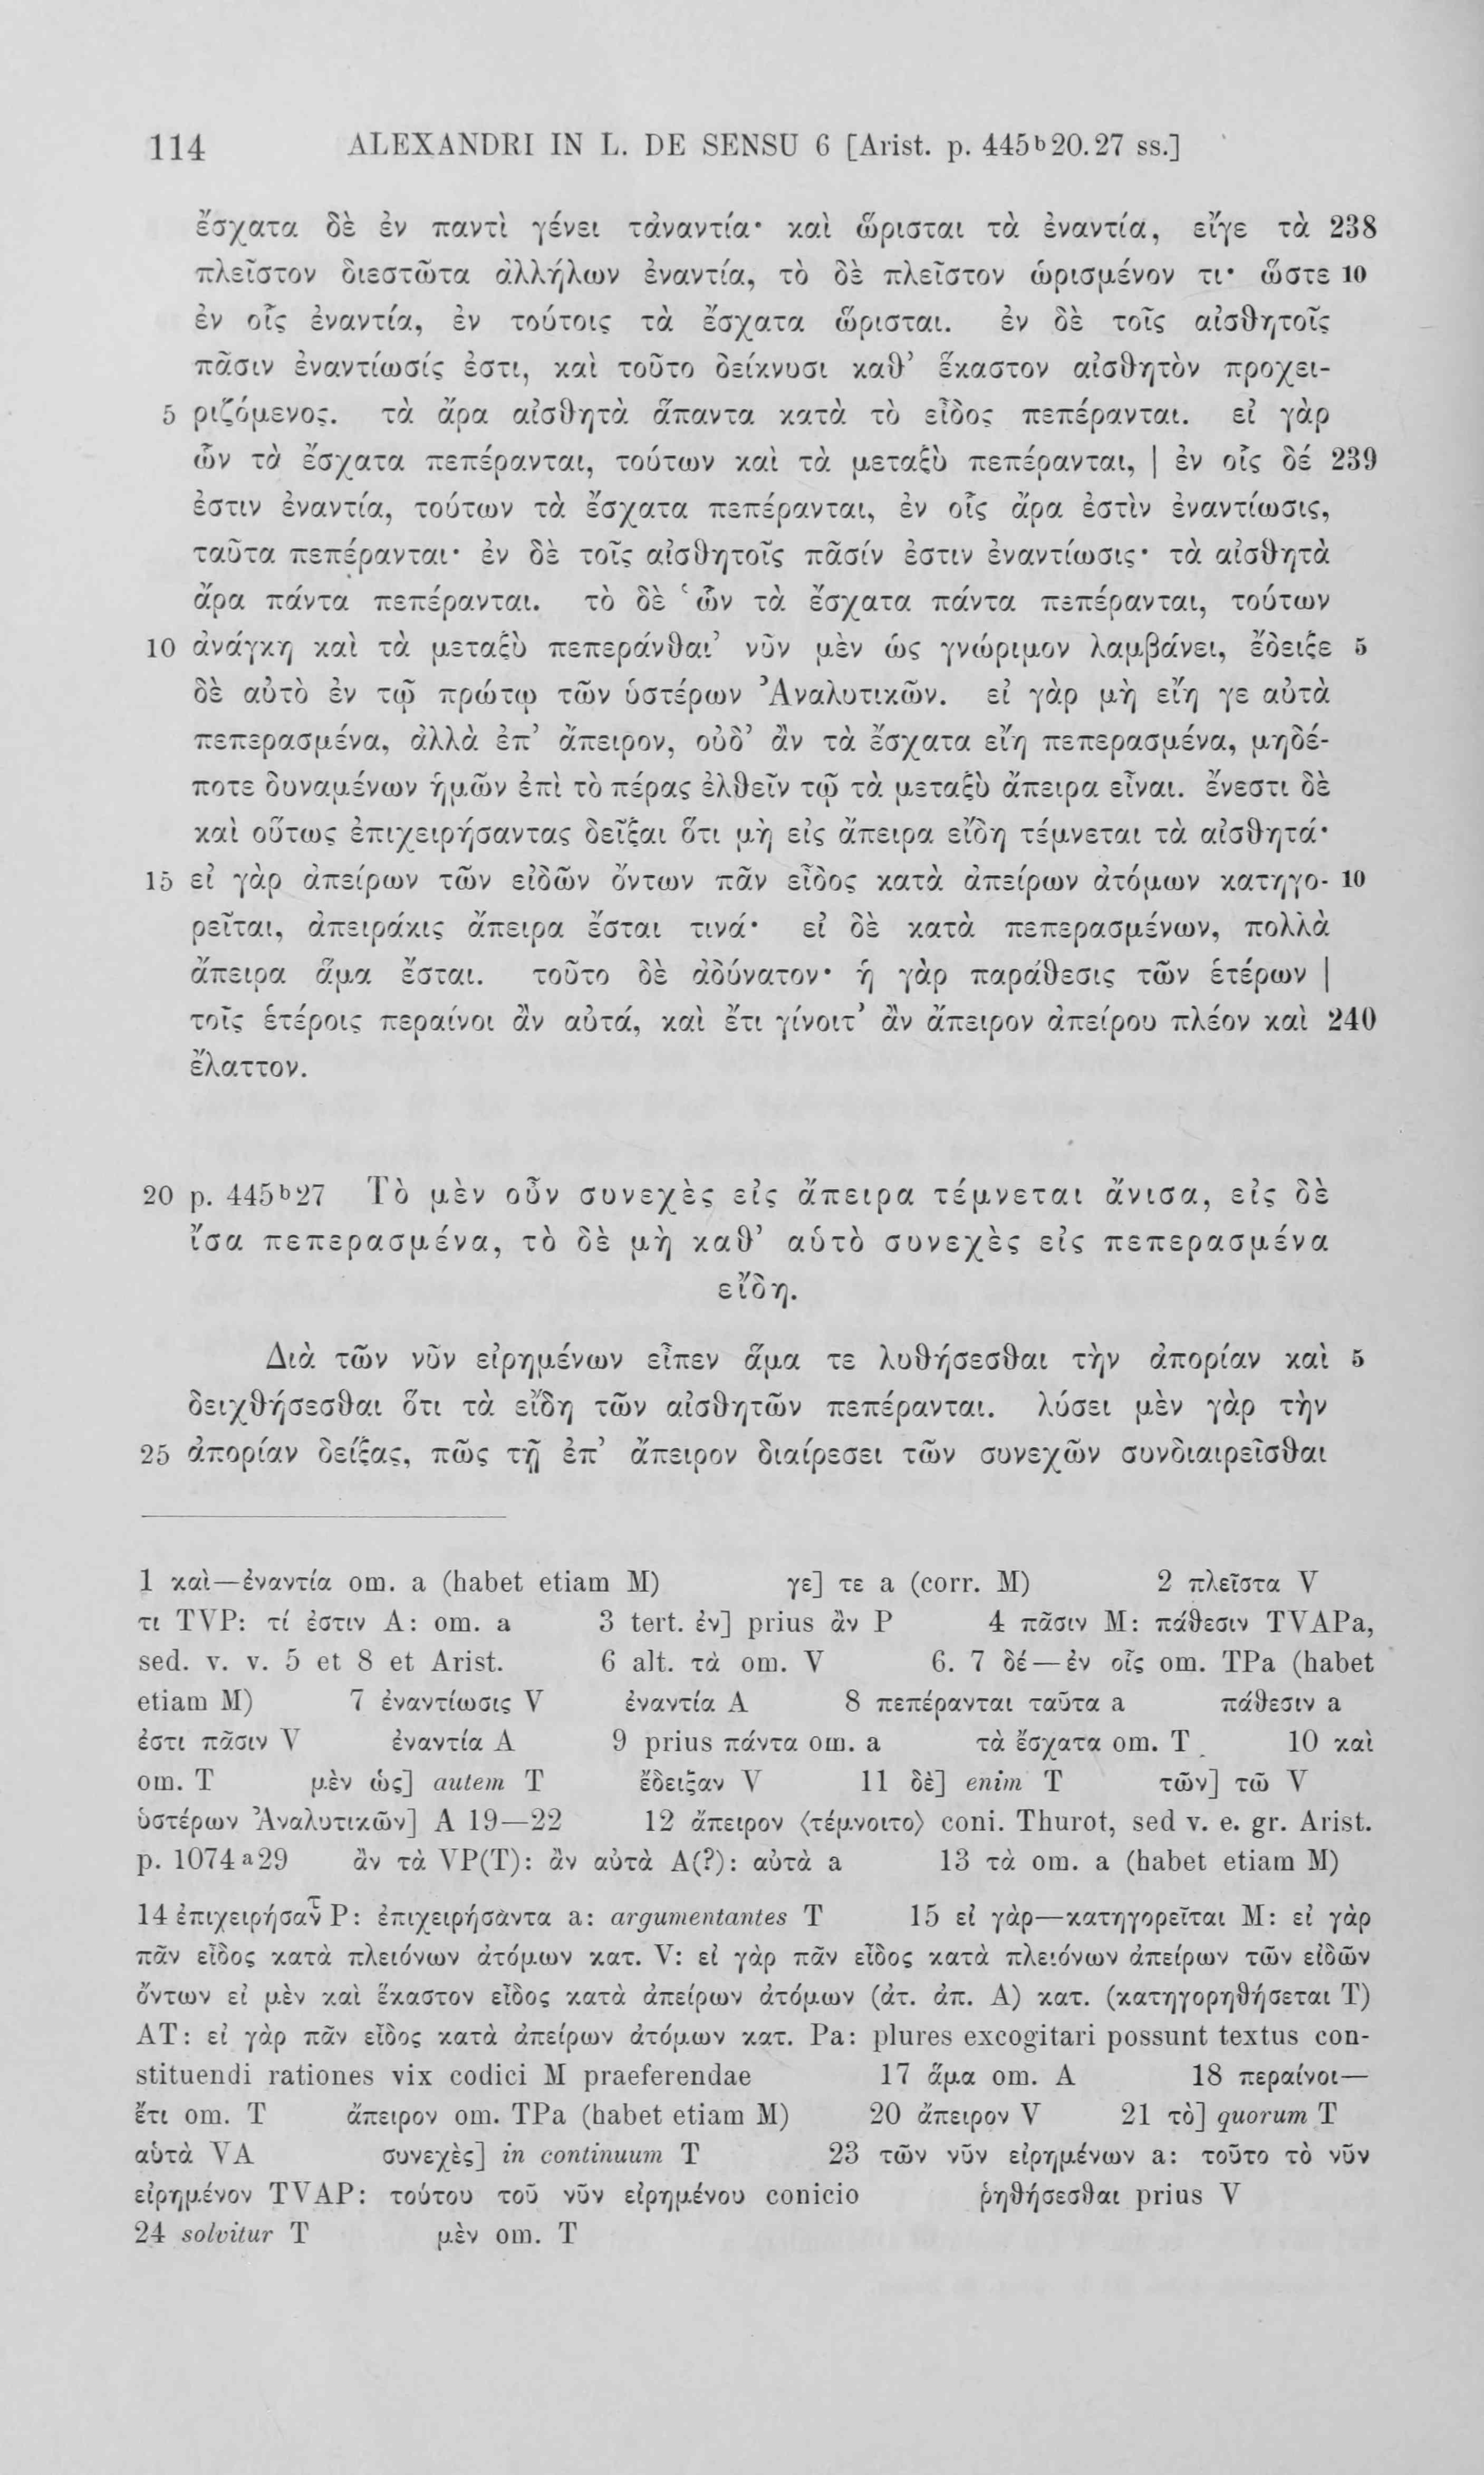 114 ALEXANDRI IN L. DE SENSU 6 [Arist. p. 445ᵇ20.27 ss.]
ἔσχατα δὲ ἐν παντὶ γένει τἀναντία· καὶ ὥρισται τὰ ἐναντία, εἴγε τὰ 238
πλεῖστον διεστῶτα ἀλλήλων ἐναντία, τὸ δὲ πλεῖστον ὡρισμένον τι· ὥστε 10
ἐν οἷς ἐναντία, ἐν τούτοις τὰ ἔσχατα ὥρισται. ἐν δὲ τοῖς αἰσθητοῖς
πᾶσιν ἐναντίωσίς ἐστι, καὶ τοῦτο δείκνυσι καθ’ ἕκαστον αἰσθητὸν προχει-
5 ριζόμενος. τὰ ἄρα αἰσθητὰ ἅπαντα κατὰ τὸ εἶδος πεπέρανται. εἰ γὰρ
ὧν τὰ ἔσχατα πεπέρανται, τούτων καὶ τὰ μεταξὺ πεπέρανται, | ἐν οἷς δέ 239
ἐστιν ἐναντία, τούτων τὰ ἔσχατα πεπέρανται, ἐν οἷς ἄρα ἐστὶν ἐναντίωσις,
ταῦτα πεπέρανται· ἐν δὲ τοῖς αἰσθητοῖς πᾶσίν ἐστιν ἐναντίωσις· τὰ αἰσθητὰ
ἄρα πάντα πεπέρανται. τὸ δὲ ‘ὧν τὰ ἔσχατα πάντα πεπέρανται, τούτων
10 ἀνάγκη καὶ τὰ μεταξὺ πεπεράνθαι’ νῦν μὲν ὡς γνώριμον λαμβάνει, ἔδειξε 5
δὲ αὐτὸ ἐν τῷ πρώτῳ τῶν ὑστέρων Ἀναλυτικῶν. εἰ γὰρ μὴ εἴη γε αὐτὰ
πεπερασμένα, ἀλλὰ ἐπ’ ἄπειρον, οὐδ’ ἂν τὰ ἔσχατα εἴη πεπερασμένα, μηδέ-
ποτε δυναμένων ἡμῶν ἐπὶ τὸ πέρας ἐλθεῖν τῷ τὰ μεταξὺ ἄπειρα εἶναι. ἔνεστι δὲ
καὶ οὕτως ἐπιχειρήσαντας δεῖξαι ὅτι μὴ εἰς ἄπειρα εἴδη τέμνεται τὰ αἰσθητά·
15 εἰ γὰρ ἀπείρων τῶν εἰδῶν ὄντων πᾶν εἶδος κατὰ ἀπείρων ἀτόμων κατηγο- 10
ρεῖται, ἀπειράκις ἄπειρα ἔσται τινά· εἰ δὲ κατὰ πεπερασμένων, πολλὰ
ἄπειρα ἅμα ἔσται. τοῦτο δὲ ἀδύνατον· ἡ γὰρ παράθεσις τῶν ἑτέρων |
τοῖς ἑτέροις περαίνοι ἂν αὐτά, καὶ ἔτι γίνοιτ’ ἂν ἄπειρον ἀπείρου πλέον καὶ 240
ἔλαττον.
20 p. 445ᵇ27 Τὸ μὲν οὖν συνεχὲς εἰς ἄπειρα τέμνεται ἄνισα, εἰς δὲ
ἴσα πεπερασμένα, τὸ δὲ μὴ καθ’ αὑτὸ συνεχὲς εἰς πεπερασμένα
εἴδη.
Διὰ τῶν νῦν εἰρημένων εἶπεν ἅμα τε λυθήσεσθαι τὴν ἀπορίαν καὶ 5
δειχθήσεσθαι ὅτι τὰ εἴδη τῶν αἰσθητῶν πεπέρανται. λύσει μὲν γὰρ τὴν
25 ἀπορίαν δείξας, πῶς τῇ ἐπ’ ἄπειρον διαίρεσει τῶν συνεχῶν συνδιαιρεῖσθαι
1 καὶ—ἐναντία om. a (habet etiam M) γε] τε a (corr. M) 2 πλεῖστα V
τι TVP: τί ἐστιν A: om. a 3 tert. ἐν] prius ἂν P 4 πᾶσιν M: πάθεσιν TVAPa,
sed. v. v. 5 et 8 et Arist. 6 alt. τὰ om. V 6. 7 δέ—ἐν οἷς om. TPa (habet
etiam M) 7 ἐναντίωσις V ἐναντία A 8 πεπέρανται ταῦτα a πάθεσιν a
ἐστι πᾶσιν V ἐναντία A 9 prius πάντα om. a τὰ ἔσχατα om. T 10 καὶ
om. T μὲν ὡς] autem T ἔδειξαν V 11 δὲ] enim T τῶν] τῶ V
ὑστέρων Ἀναλυτικῶν] A 19—22 12 ἄπειρον ⟨τέμνοιτο⟩ coni. Thurot, sed v. e. gr. Arist.
p. 1074ᵃ29 ἂν τὰ VP(T): ἂν αὐτὰ A(?): αὐτὰ a 13 τὰ om. a (habet etiam M)
14 ἐπιχειρήσαν̃τ P: ἐπιχειρήσαντα a: argumentantes T 15 εἰ γὰρ—κατηγορεῖται M: εἰ γὰρ
πᾶν εἶδος κατὰ πλειόνων ἀτόμων κατ. V: εἰ γὰρ πᾶν εἶδος κατὰ πλειόνων ἀπείρων τῶν εἰδῶν
ὄντων εἰ μὲν καὶ ἕκαστον εἶδος κατὰ ἀπείρων ἀτόμων (ἀτ. ἀπ. A) κατ. (κατηγορηθήσεται T)
AT: εἰ γὰρ πᾶν εἶδος κατὰ ἀπείρων ἀτόμων κατ. Pa: plures excogitari possunt textus con-
stituendi rationes vix codici M praeferendae 17 ἅμα om. A 18 περαίνοι—
ἔτι om. T ἄπειρον om. TPa (habet etiam M) 20 ἄπειρον V 21 τὸ] quorum T
αὑτὰ VA συνεχὲς] in continuum T 23 τῶν νῦν εἰρημένων a: τοῦτο τὸ νῦν
εἰρημένον TVAP: τούτου τοῦ νῦν εἰρημένου conicio ῥηθήσεσθαι prius V
24 solvitur T μὲν om. T